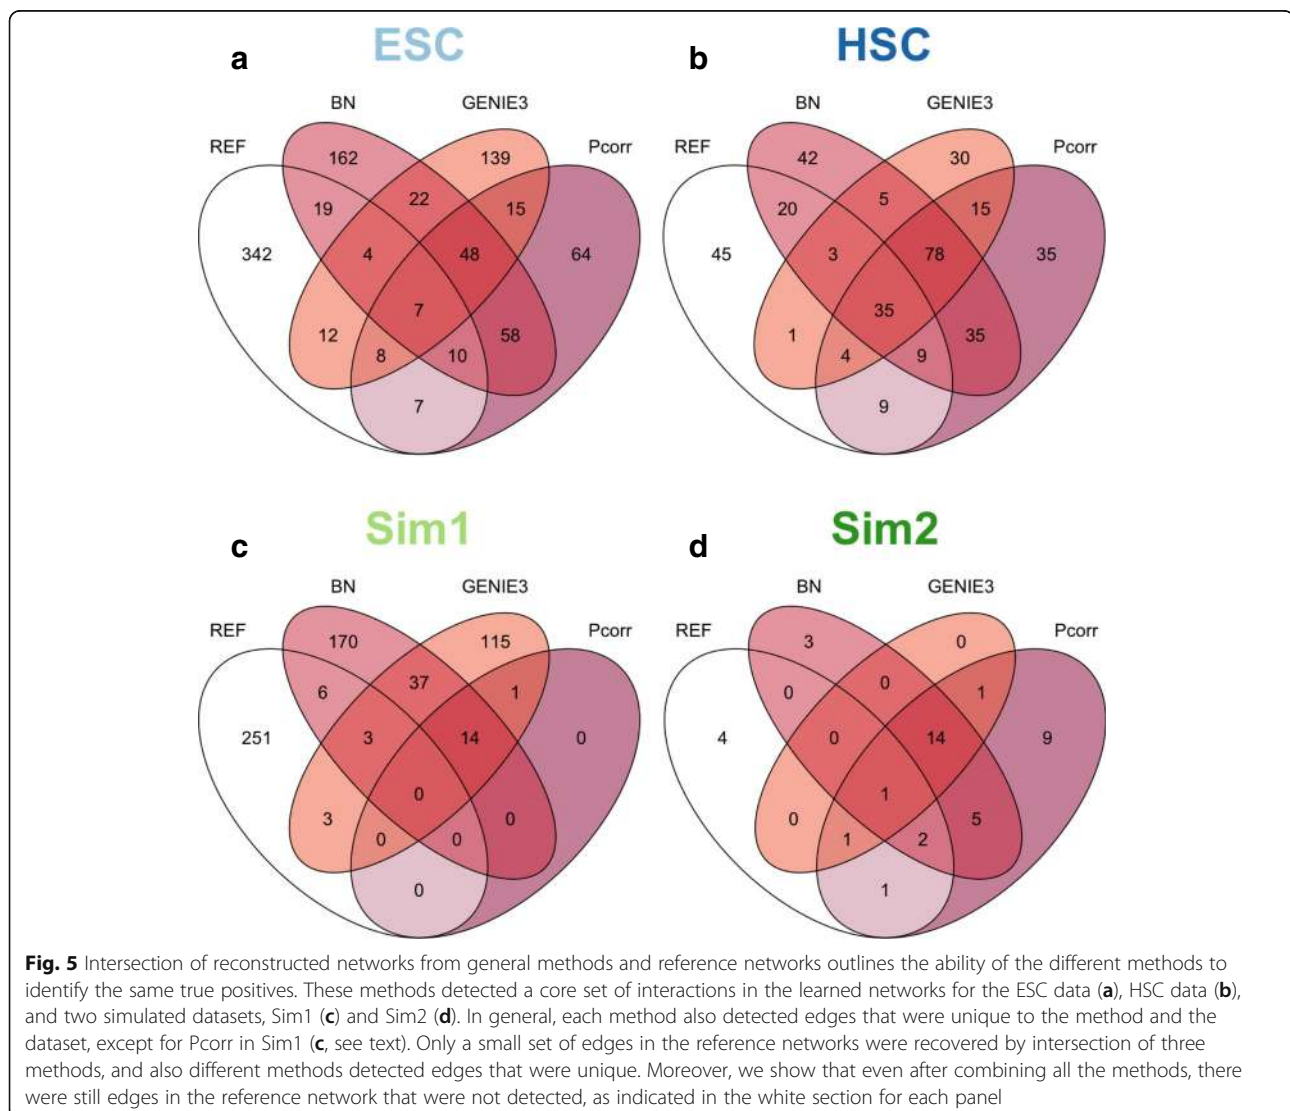 a
ESC
BN
GENIE3
REF
Pcorr
162
139
22
19
15
342
4
48
64
7
12
58
8
10
7
b
HSC
BN
GENIE3
REF
Pcorr
42
30
5
20
15
45
3
78
35
35
1
35
4
9
9
c
Sim1
BN
GENIE3
REF
Pcorr
170
115
37
6
1
251
3
14
0
0
3
0
0
0
0
d
Sim2
BN
GENIE3
REF
Pcorr
3
0
0
0
1
4
0
14
9
1
0
5
1
2
1
Fig. 5 Intersection of reconstructed networks from general methods and reference networks outlines the ability of the different methods to
identify the same true positives. These methods detected a core set of interactions in the learned networks for the ESC data (a), HSC data (b),
and two simulated datasets, Sim1 (c) and Sim2 (d). In general, each method also detected edges that were unique to the method and the
dataset, except for Pcorr in Sim1 (c, see text). Only a small set of edges in the reference networks were recovered by intersection of three
methods, and also different methods detected edges that were unique. Moreover, we show that even after combining all the methods, there
were still edges in the reference network that were not detected, as indicated in the white section for each panel